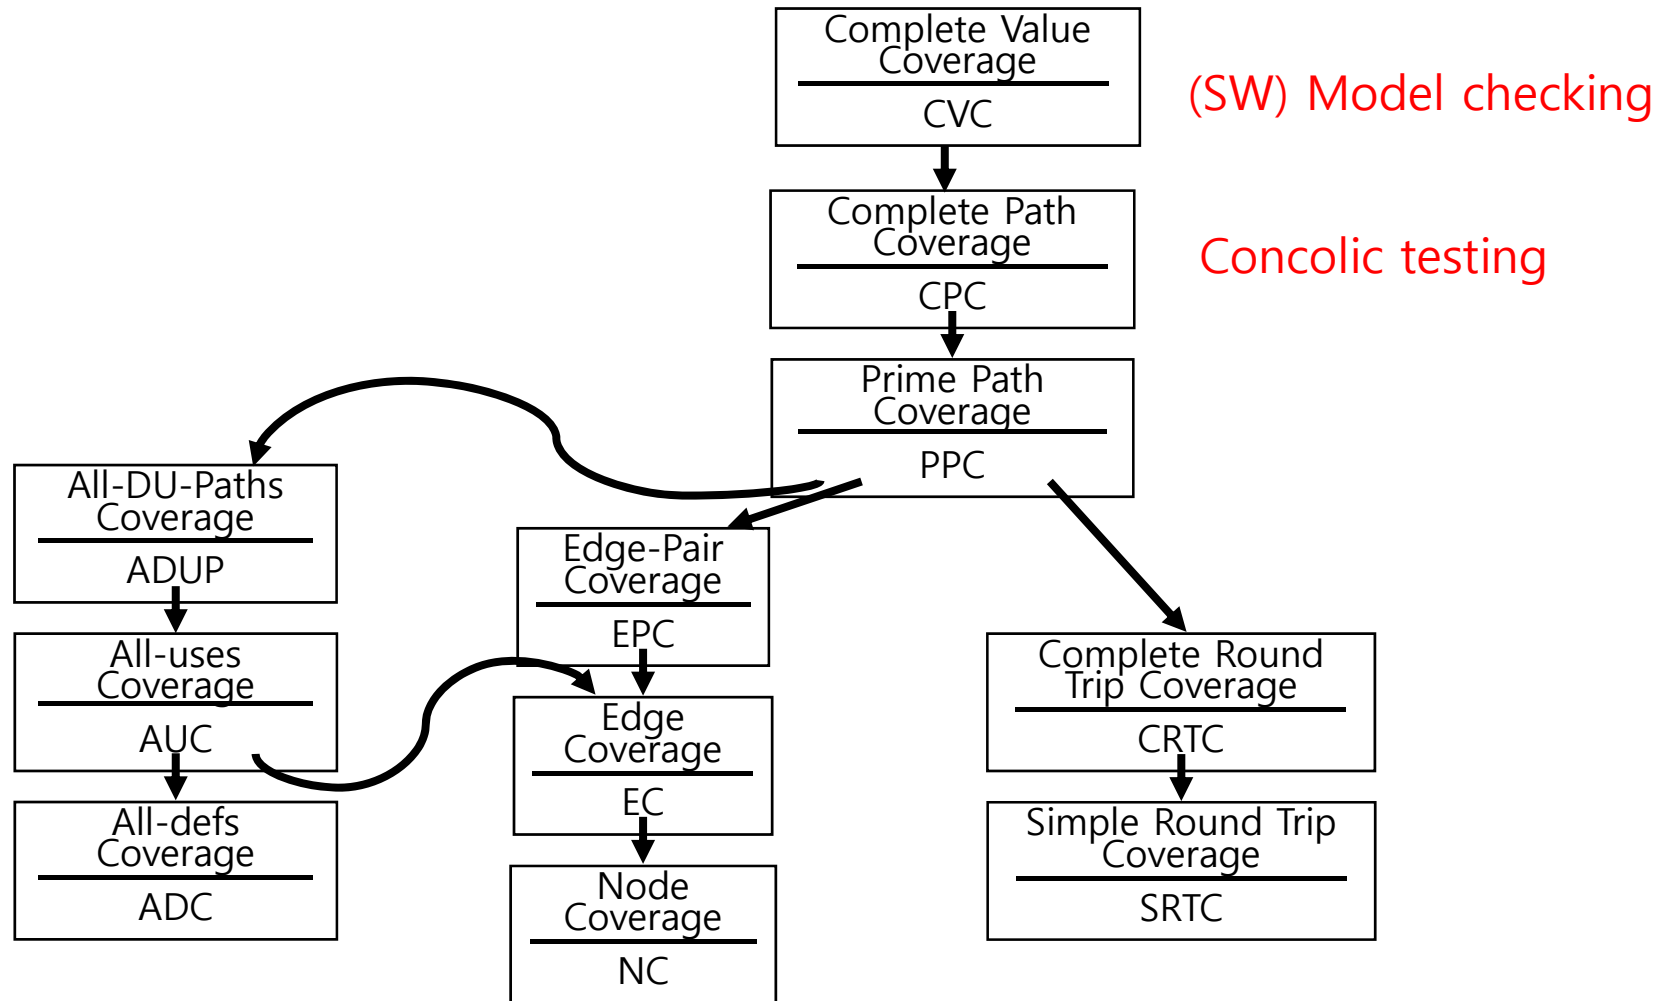 Complete Value
Coverage
CVC
(SW) Model checking
Complete Path
Coverage
CPC
Concolic testing
Prime Path
Coverage
PPC
All-DU-Paths
Coverage
ADUP
Edge-Pair
Coverage
EPC
All-uses
Coverage
AUC
Complete Round
Trip Coverage
CRTC
Edge
Coverage
EC
All-defs
Coverage
ADC
Simple Round Trip
Coverage
SRTC
Node
Coverage
NC